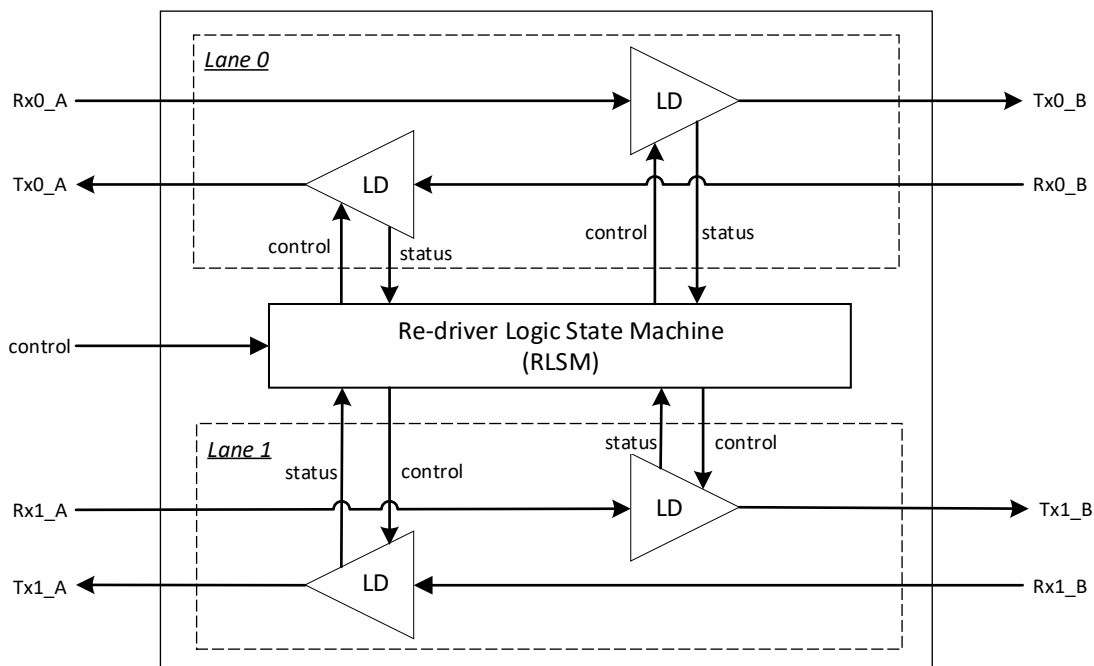 Lane 0
Rx0_A
LD
Tx0_B
Tx0_A
LD
Rx0_B
control
status
control
status
control
Re-driver Logic State Machine
(RLSM)
Lane 1
status
control
status
control
Rx1_A
LD
Tx1_B
Tx1_A
LD
Rx1_B